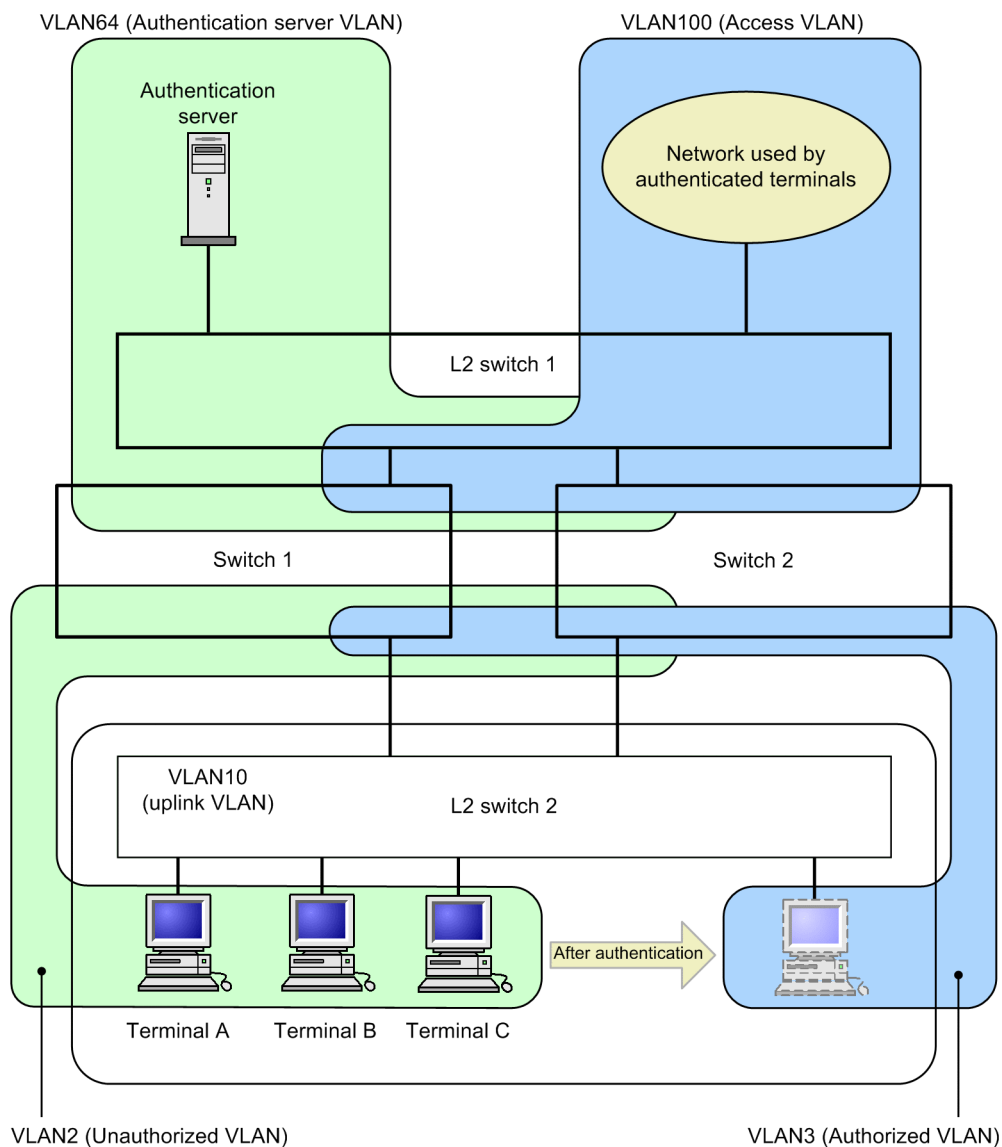 VLAN64 (Authentication server VLAN)
VLAN100 (Access VLAN)
Authentication
server
Network used by
authenticated terminals
L2 switch 1
Switch 1
Switch 2
VLAN10
(uplink VLAN)
L2 switch 2
After authentication
Terminal A
Terminal B
Terminal C
VLAN2 (Unauthorized VLAN)
VLAN3 (Authorized VLAN)